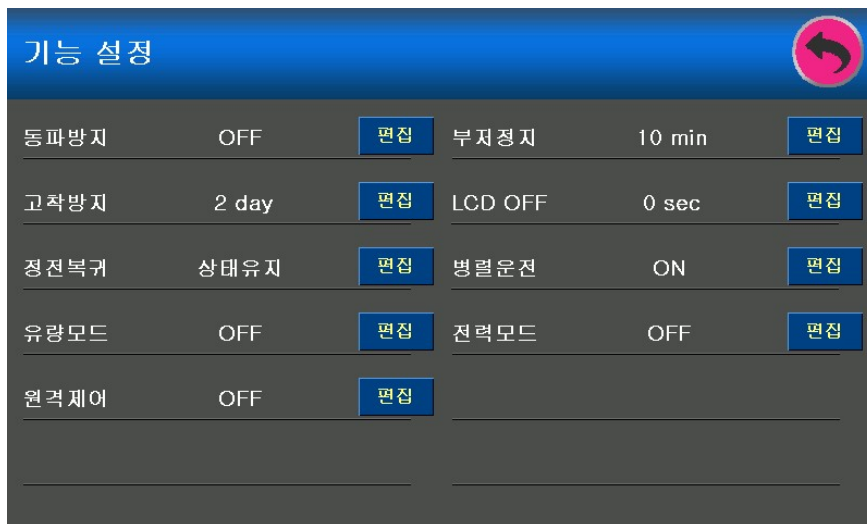 기능 설정
동파방지 OFF 편집 부저정지 10 min 편집
고착방지 2 day 편집 LCD OFF 0 sec 편집
정전복귀 상태유지 편집 병렬운전 ON 편집
유량모드 OFF 편집 전력모드 OFF 편집
원격제어 OFF 편집